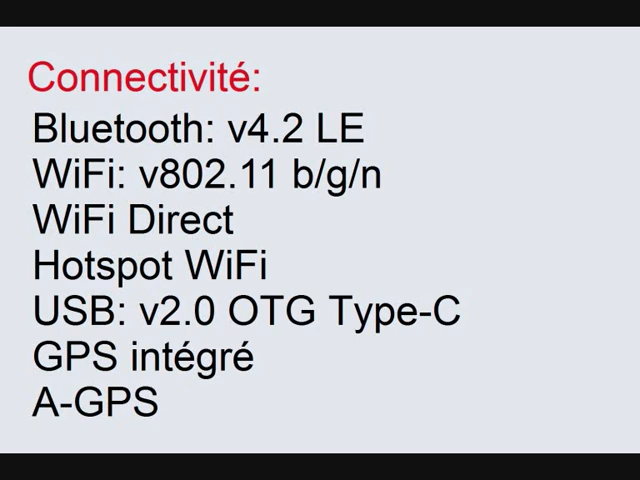 Connectivité:
Bluetooth: v4.2 LE
WiFi: v802.11 b/g/n
WiFi Direct
Hotspot WiFi
USB: v2.0 OTG Type-C
GPS intégré
A-GPS